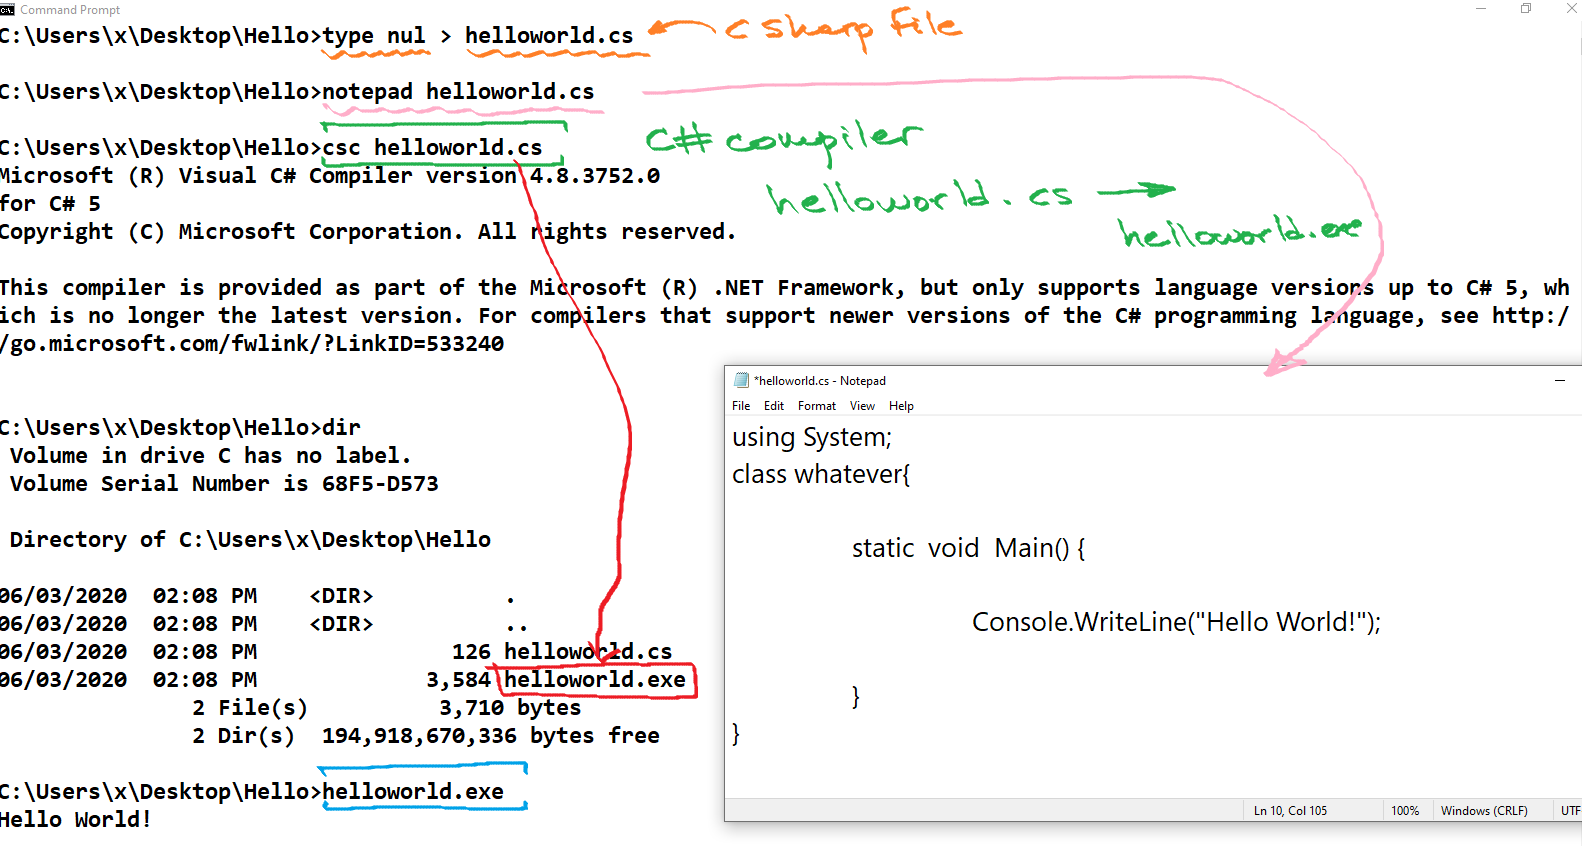 Command Prompt
C:\Users\x\Desktop\Hello>type nul > helloworld.cs
C sharp File
C:\Users\x\Desktop\Hello>notepad helloworld.cs
C:\Users\x\Desktop\Hello>csc helloworld.cs
C# compiler
Microsoft (R) Visual C# Compiler version 4.8.3752.0
for C# 5
helloworld.cs
Copyright (C) Microsoft Corporation. All rights reserved.
helloworld.exe
This compiler is provided as part of the Microsoft (R) .NET Framework, but only supports language versions up to C# 5, wh
ich is no longer the latest version. For compilers that support newer versions of the C# programming language, see http:/
/go.microsoft.com/fwlink/?LinkID=533240
C:\Users\x\Desktop\Hello>dir
Volume in drive C has no label.
Volume Serial Number is 68F5-D573
Directory of C:\Users\x\Desktop\Hello
06/03/2020 02:08 PM <DIR> .
06/03/2020 02:08 PM <DIR> ..
06/03/2020 02:08 PM 126 helloworld.cs
06/03/2020 02:08 PM 3,584 helloworld.exe
2 File(s) 3,710 bytes
2 Dir(s) 194,918,670,336 bytes free
C:\Users\x\Desktop\Hello>helloworld.exe
Hello World!
*helloworld.cs - Notepad
File Edit Format View Help
using System;
class whatever{
static void Main() {
Console.WriteLine("Hello World!");
}
}
Ln 10, Col 105 100% Windows (CRLF) UTF